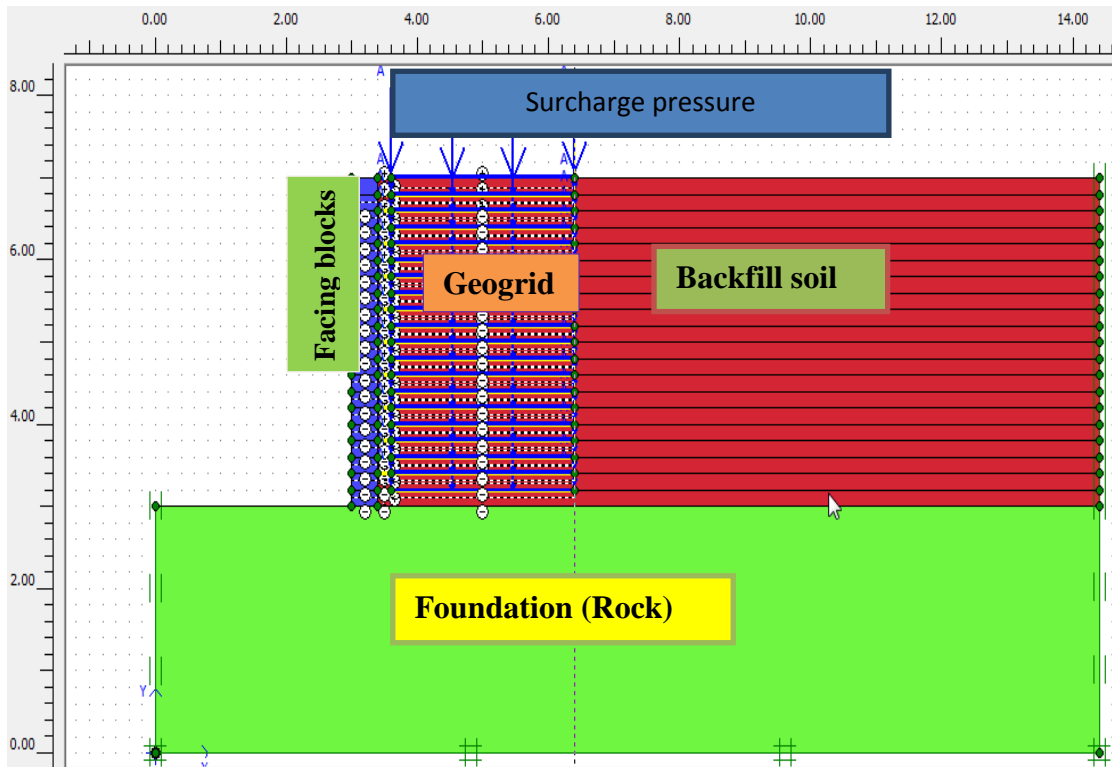 0.00 2.00 4.00 6.00 8.00 10.00 12.00 14.00
8.00
A A
Surcharge pressure
A A
Facing blocks
6.00
Geogrid
Backfill soil
4.00
2.00
Foundation (Rock)
Y
0.00